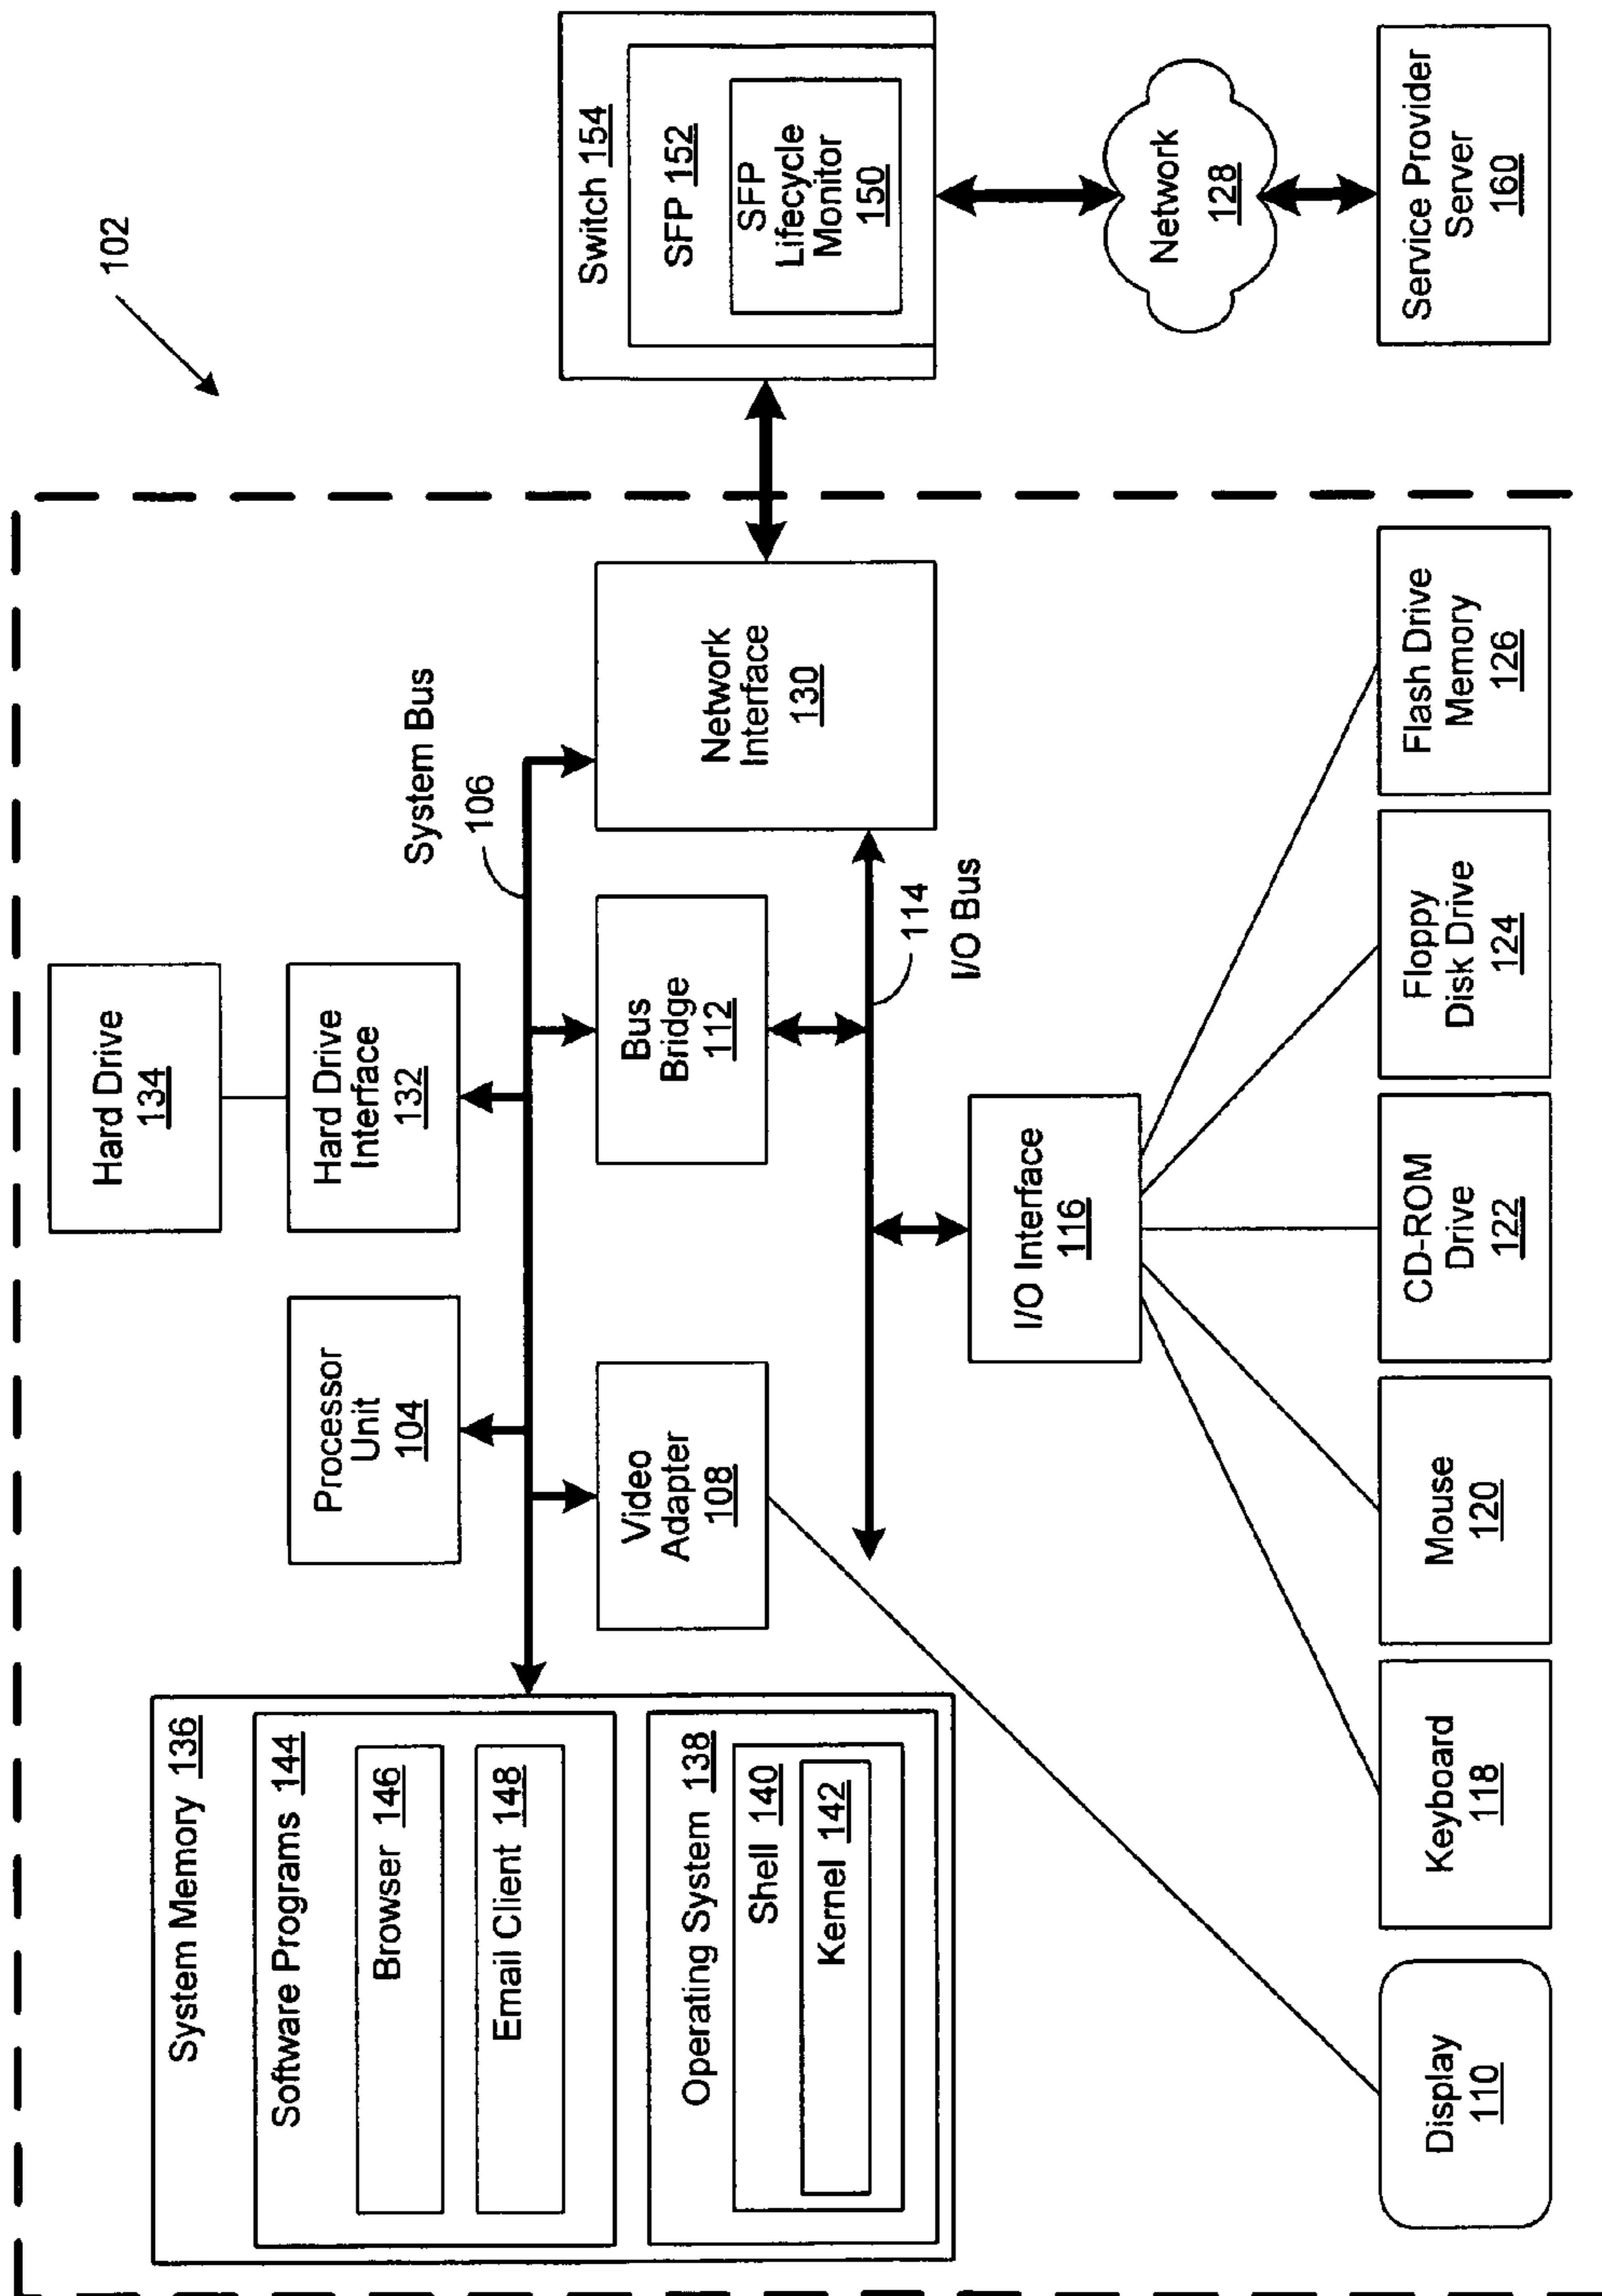 102
Hard Drive
134
System Memory 136
Software Programs 144
Browser 146
Email Client 148
Operating System 138
Shell 140
Kernel 142
Processor
Unit
104
Hard Drive
Interface
132
System Bus
106
Video
Adapter
108
Bus
Bridge
112
Network
Interface
130
Switch 154
SFP 152
SFP
Lifecycle
Monitor
150
114
I/O Bus
I/O Interface
116
Network
128
Display
110
Keyboard
118
Mouse
120
CD-ROM
Drive
122
Floppy
Disk Drive
124
Flash Drive
Memory
126
Service Provider
Server
160